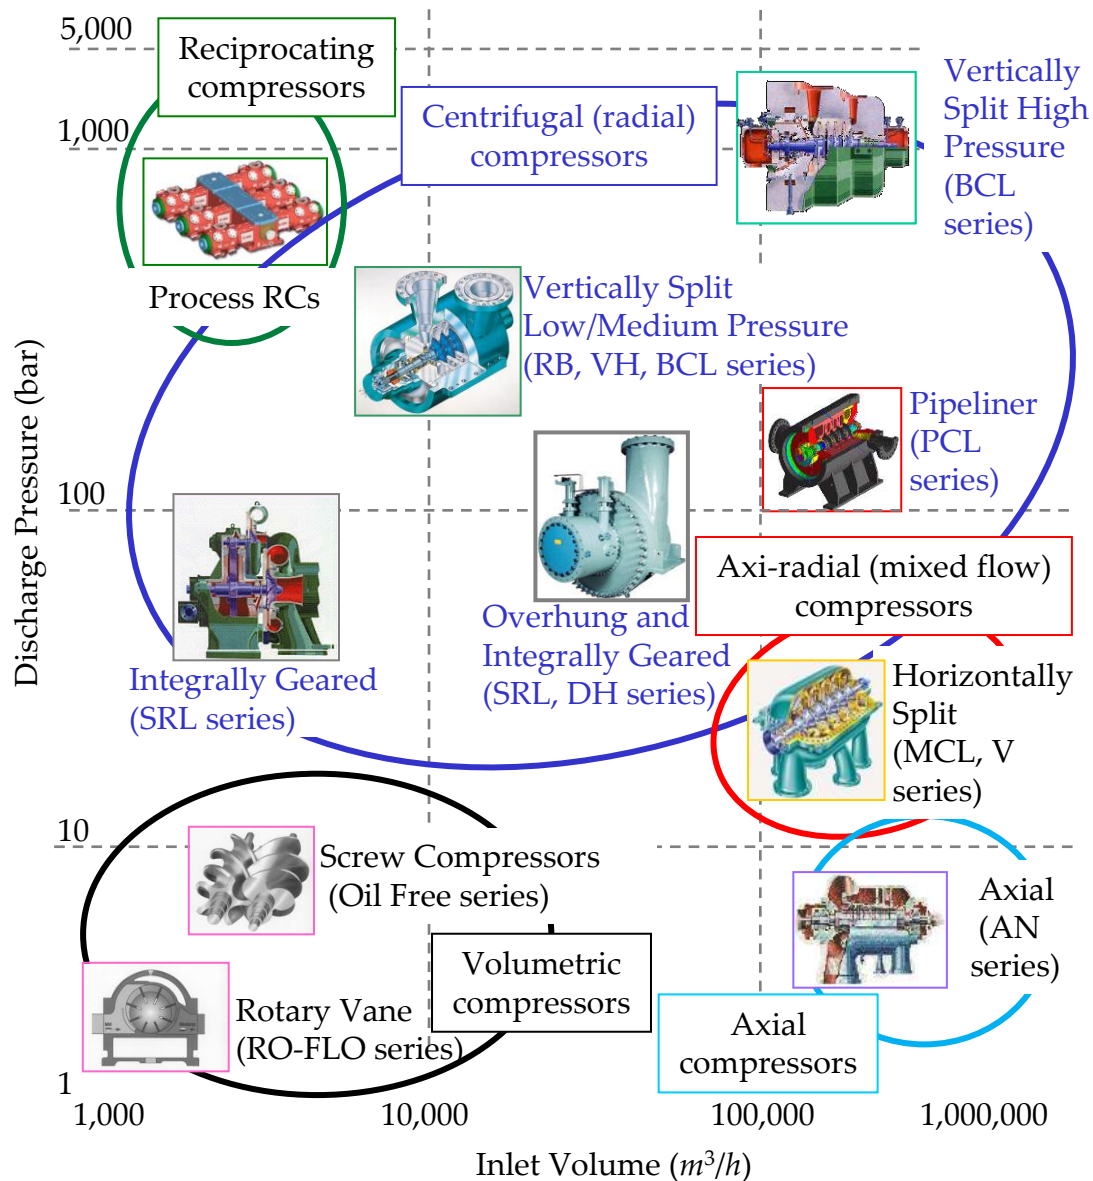 5,000
Reciprocating
compressors
Centrifugal (radial)
compressors
Vertically
Split High
Pressure
(BCL
series)
1,000
Process RCs
Vertically Split
Low/Medium Pressure
(RB, VH, BCL series)
Pipeliner
(PCL
series)
Discharge Pressure (bar)
100
Axi-radial (mixed flow)
compressors
Overhung and
Integrally Geared
(SRL, DH series)
Integrally Geared
(SRL series)
Horizontally
Split
(MCL, V
series)
10
Screw Compressors
(Oil Free series)
Axial
(AN
series)
Volumetric
compressors
Rotary Vane
(RO-FLO series)
Axial
compressors
1
1,000
10,000
100,000
1,000,000
Inlet Volume (m³/h)